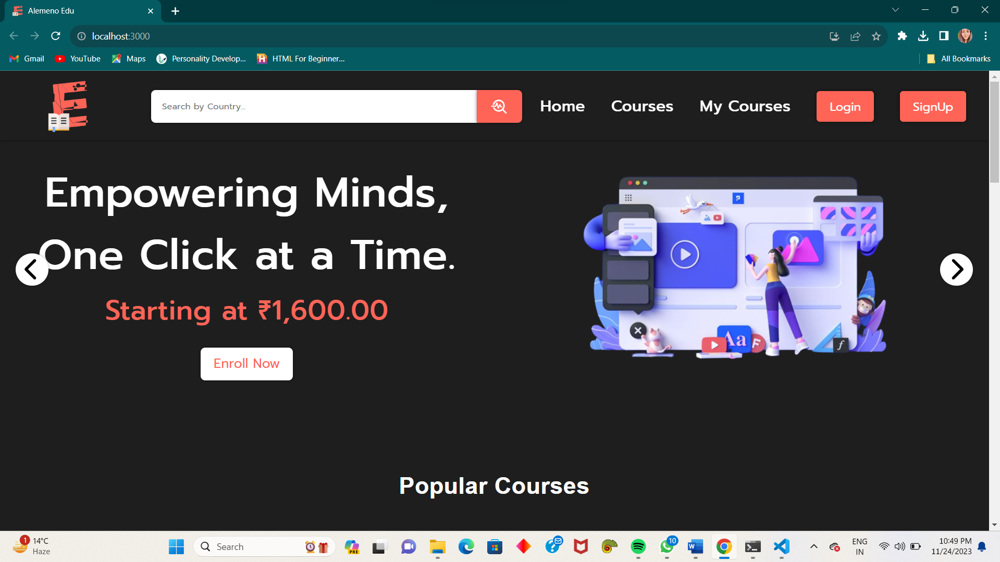 Alemeno Edu
localhost:3000
Gmail YouTube Maps Personality Develop... HTML For Beginner... All Bookmarks
Search by Country... Home Courses My Courses Login SignUp
Empowering Minds,
One Click at a Time.
Starting at ₹1,600.00
Enroll Now
Aa F f
Popular Courses
1 14°C
Haze
Search
PRE
10
ENG
IN
10:49 PM
11/24/2023